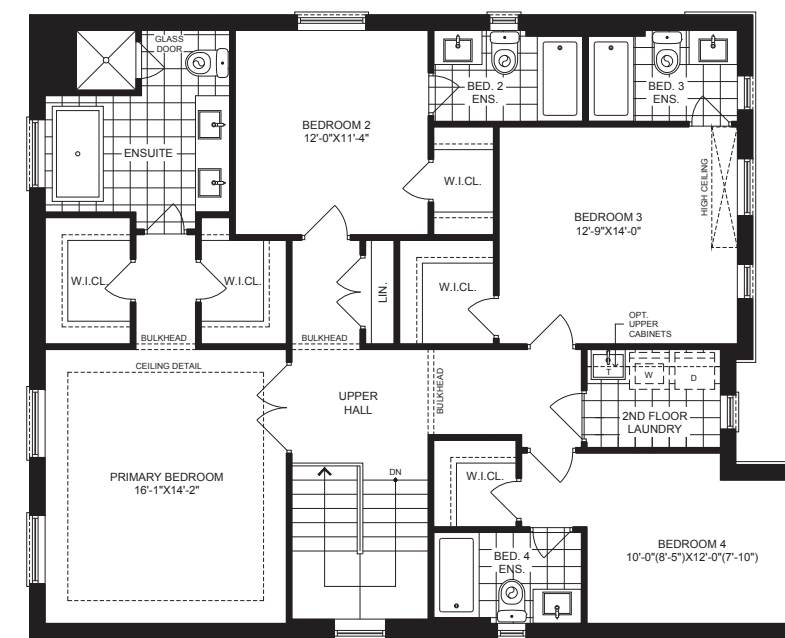 GLASS
DOOR
ENSUITE
BEDROOM 2
12'-0"X11'-4"
BED. 2
ENS.
BED. 3
ENS.
W.I.CL.
BEDROOM 3
12'-9"X14'-0"
HIGH CEILING
W.I.CL.
W.I.CL.
LIN.
W.I.CL.
BULKHEAD
BULKHEAD
OPT.
UPPER
CABINETS
CEILING DETAIL
UPPER
HALL
BULKHEAD
T
W
D
2ND FLOOR
LAUNDRY
PRIMARY BEDROOM
16'-1"X14'-2"
DN
W.I.CL.
BED. 4
ENS.
BEDROOM 4
10'-0"(8'-5")X12'-0"(7'-10")